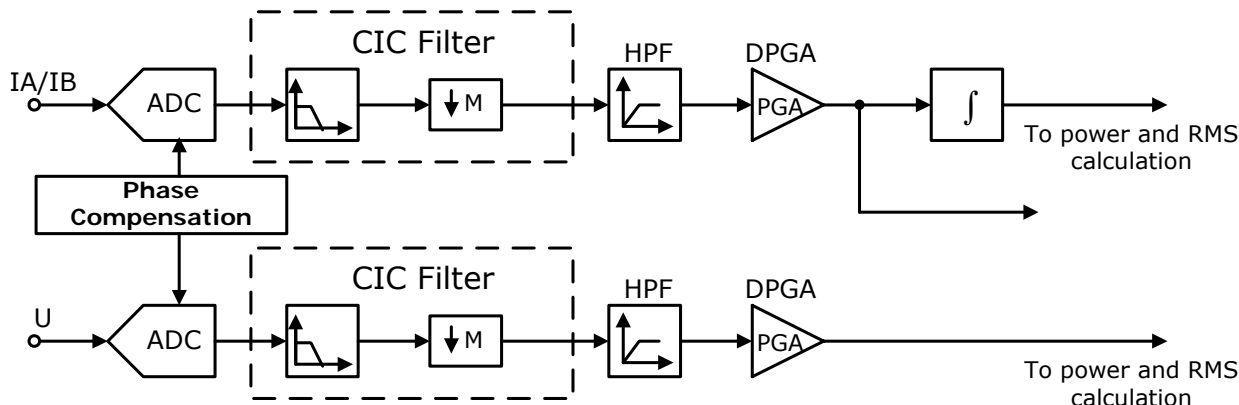 CIC Filter
HPF
DPGA
IA/IB
ADC
↓ M
PGA
∫
To power and RMS
calculation
Phase
Compensation
CIC Filter
HPF
DPGA
U
ADC
↓ M
PGA
To power and RMS
calculation